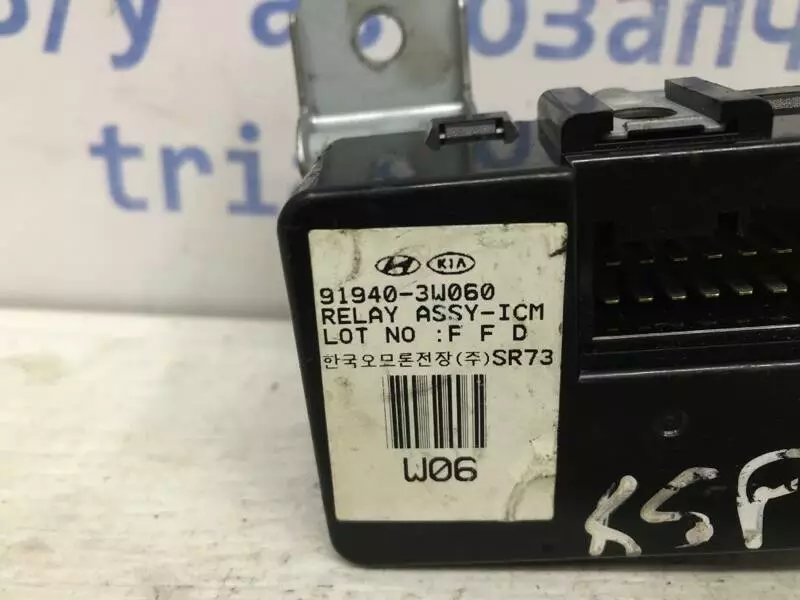 KIA
91940-3W060
RELAY ASSY-ICM
LOT NO :F F D
한국오므론전장(주)SR73
W06